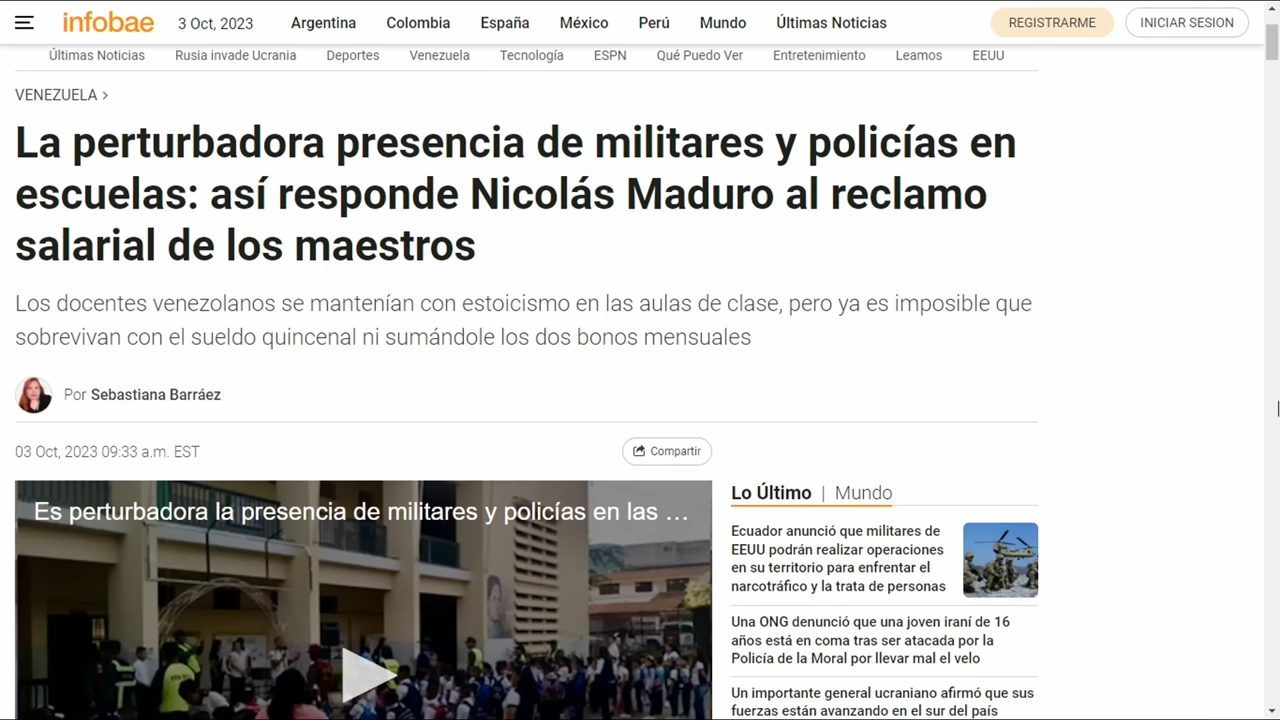 infobae
3 Oct, 2023
Argentina
Colombia
España
México
Perú
Mundo
Últimas Noticias
REGISTRARME
INICIAR SESION
Últimas Noticias
Rusia invade Ucrania
Deportes
Venezuela
Tecnología
ESPN
Qué Puedo Ver
Entretenimiento
Leamos
EEUU
VENEZUELA >
La perturbadora presencia de militares y policías en
escuelas: así responde Nicolás Maduro al reclamo
salarial de los maestros
Los docentes venezolanos se mantenían con estoicismo en las aulas de clase, pero ya es imposible que
sobrevivan con el sueldo quincenal ni sumándole los dos bonos mensuales
Por Sebastiana Barráez
03 Oct, 2023 09:33 a.m. EST
Compartir
Es perturbadora la presencia de militares y policías en las ...
Lo Último | Mundo
Ecuador anunció que militares de
EEUU podrán realizar operaciones
en su territorio para enfrentar el
narcotráfico y la trata de personas
Una ONG denunció que una joven iraní de 16
años está en coma tras ser atacada por la
Policía de la Moral por llevar mal el velo
Un importante general ucraniano afirmó que sus
fuerzas están avanzando en el sur del país